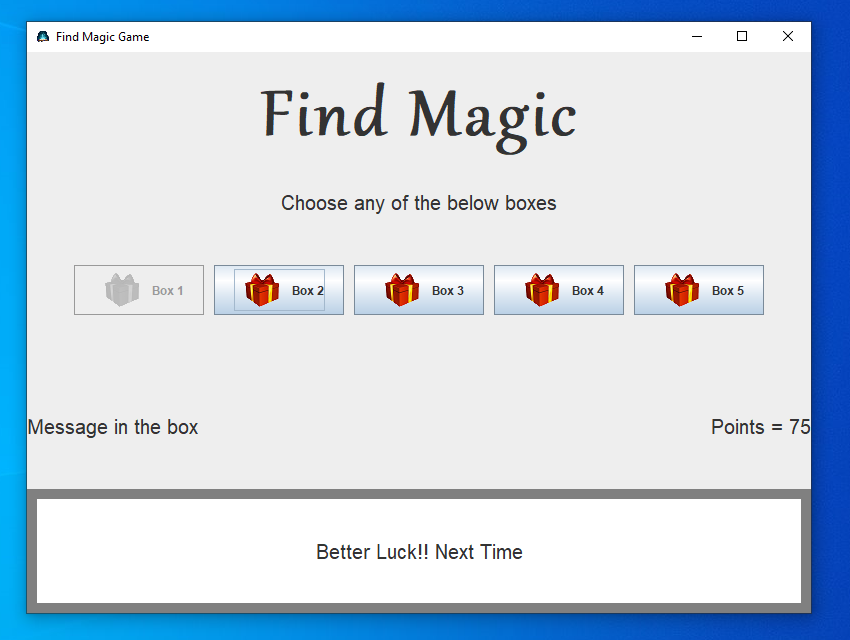 Find Magic Game
Find Magic
Choose any of the below boxes
Box 1 Box 2 Box 3 Box 4 Box 5
Message in the box Points = 75
Better Luck!! Next Time